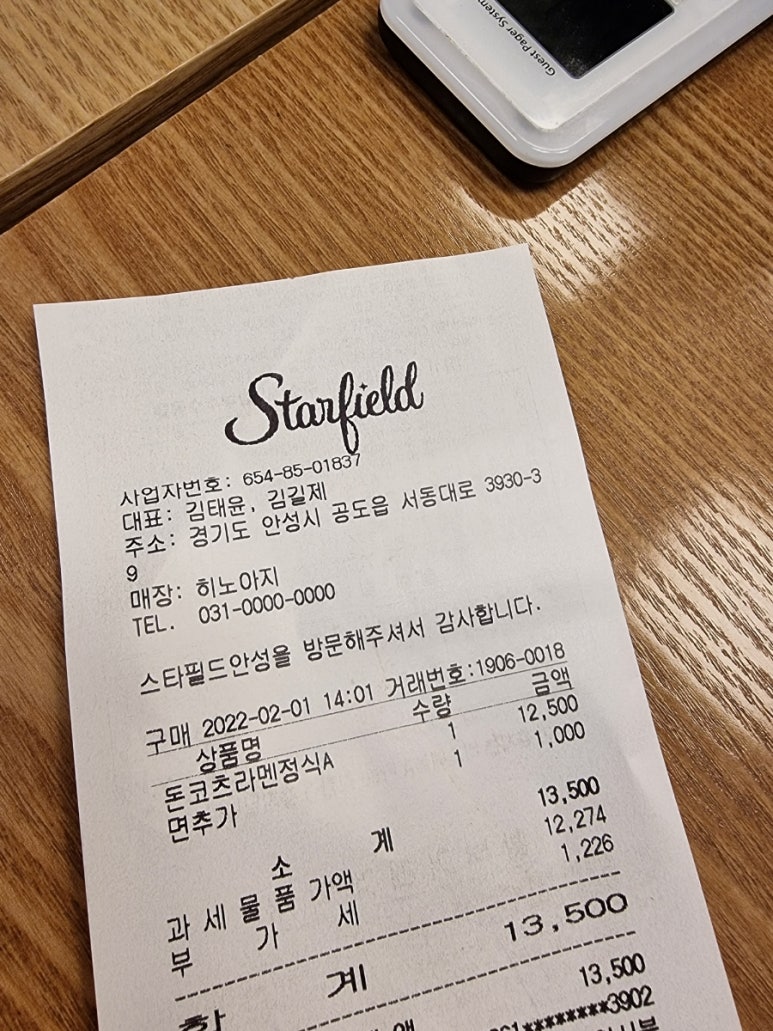 Guest Pager System
Starfield
사업자번호: 654-85-01837
대표: 김태윤, 김길제
주소: 경기도 안성시 공도읍 서동대로 3930-3
9
매장: 히노아지
TEL. 031-0000-0000
스타필드안성을 방문해주셔서 감사합니다.
구매 2022-02-01 14:01 거래번호:1906-0018
상품명 수량 금액
돈코츠라멘정식A 1 12,500
면추가 1 1,000
소 계 13,500
과 세 물 품 가액 12,274
부 가 세 1,226
합 계 13,500
13,500
********3902